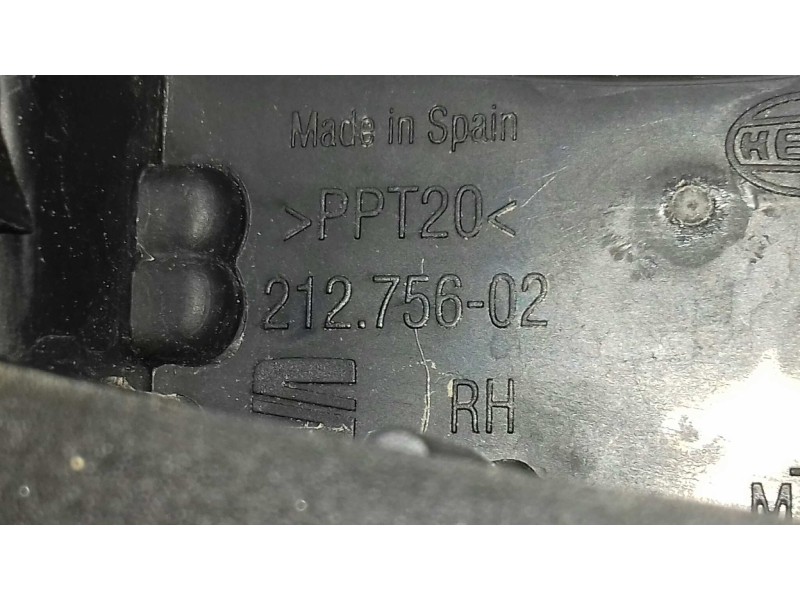 Made in Spain
>PPT20<
212.756-02
RH